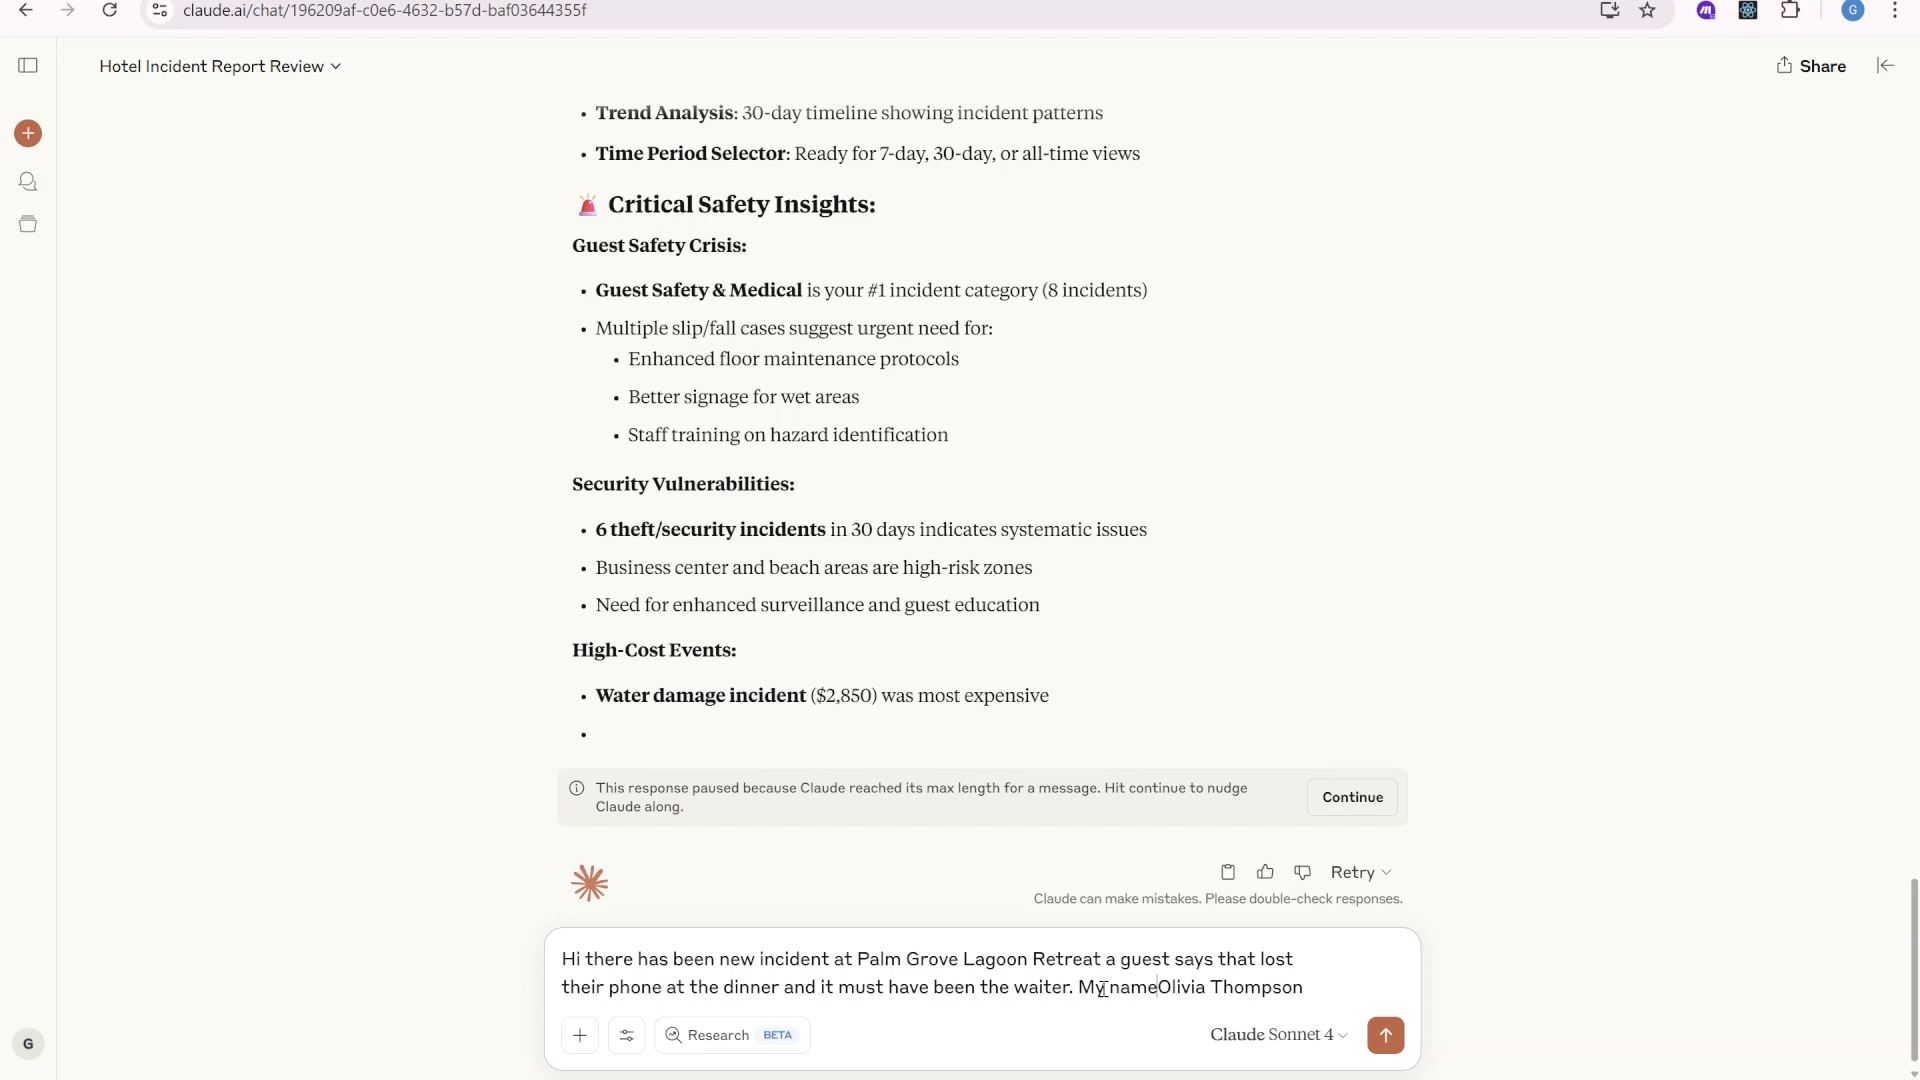 claude.ai/chat/196209af-c0e6-4632-b57d-baf03644355f
G
Hotel Incident Report Review
Share
• Trend Analysis: 30-day timeline showing incident patterns
• Time Period Selector: Ready for 7-day, 30-day, or all-time views
🚨 Critical Safety Insights:
Guest Safety Crisis:
• Guest Safety & Medical is your #1 incident category (8 incidents)
• Multiple slip/fall cases suggest urgent need for:
• Enhanced floor maintenance protocols
• Better signage for wet areas
• Staff training on hazard identification
Security Vulnerabilities:
• 6 theft/security incidents in 30 days indicates systematic issues
• Business center and beach areas are high-risk zones
• Need for enhanced surveillance and guest education
High-Cost Events:
• Water damage incident ($2,850) was most expensive
•
This response paused because Claude reached its max length for a message. Hit continue to nudge
Claude along.
Continue
Retry
Claude can make mistakes. Please double-check responses.
Hi there has been new incident at Palm Grove Lagoon Retreat a guest says that lost
their phone at the dinner and it must have been the waiter. My nameOlivia Thompson
Research BETA
Claude Sonnet 4
G